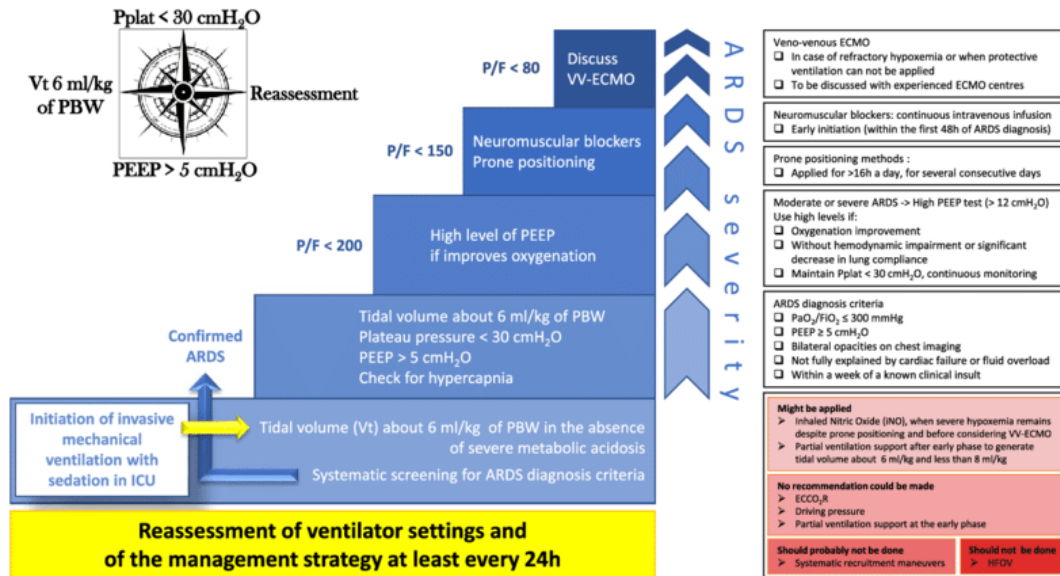 Pplat < 30 cmH₂O
Vt 6 ml/kg
of PBW
Reassessment
PEEP > 5 cmH₂O
P/F < 80
Discuss
VV-ECMO
P/F < 150
Neuromuscular blockers
Prone positioning
P/F < 200
High level of PEEP
if improves oxygenation
Confirmed
ARDS
Tidal volume about 6 ml/kg of PBW
Plateau pressure < 30 cmH₂O
PEEP > 5 cmH₂O
Check for hypercapnia
Initiation of invasive
mechanical
ventilation with
sedation in ICU
Tidal volume (Vt) about 6 ml/kg of PBW in the absence
of severe metabolic acidosis
Systematic screening for ARDS diagnosis criteria
Reassessment of ventilator settings and
of the management strategy at least every 24h
ARDS severity
Veno-venous ECMO
❑ In case of refractory hypoxemia or when protective
ventilation can not be applied
❑ To be discussed with experienced ECMO centres
Neuromuscular blockers: continuous intravenous infusion
❑ Early initiation (within the first 48h of ARDS diagnosis)
Prone positioning methods :
❑ Applied for >16h a day, for several consecutive days
Moderate or severe ARDS -> High PEEP test (> 12 cmH₂O)
Use high levels if:
❑ Oxygenation improvement
❑ Without hemodynamic impairment or significant
decrease in lung compliance
❑ Maintain Pplat < 30 cmH₂O, continuous monitoring
ARDS diagnosis criteria
❑ PaO₂/FiO₂ ≤ 300 mmHg
❑ PEEP ≥ 5 cmH₂O
❑ Bilateral opacities on chest imaging
❑ Not fully explained by cardiac failure or fluid overload
❑ Within a week of a known clinical insult
Might be applied
➢ Inhaled Nitric Oxide (iNO), when severe hypoxemia remains
despite prone positioning and before considering VV-ECMO
➢ Partial ventilation support after early phase to generate
tidal volume about 6 ml/kg and less than 8 ml/kg
No recommendation could be made
➢ ECCO₂R
➢ Driving pressure
➢ Partial ventilation support at the early phase
Should probably not be done
➢ Systematic recruitment maneuvers
Should not be done
➢ HFOV